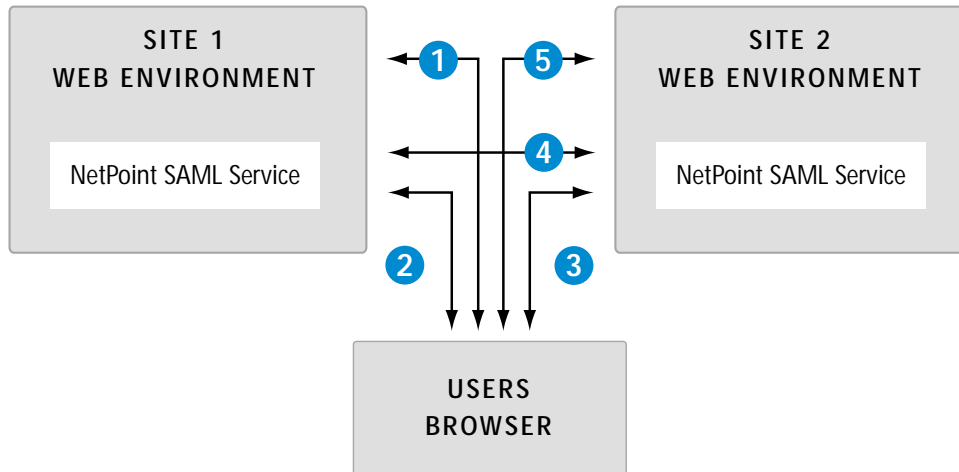 SITE 1
WEB ENVIRONMENT
NetPoint SAML Service
1
5
4
2
3
SITE 2
WEB ENVIRONMENT
NetPoint SAML Service
USERS
BROWSER